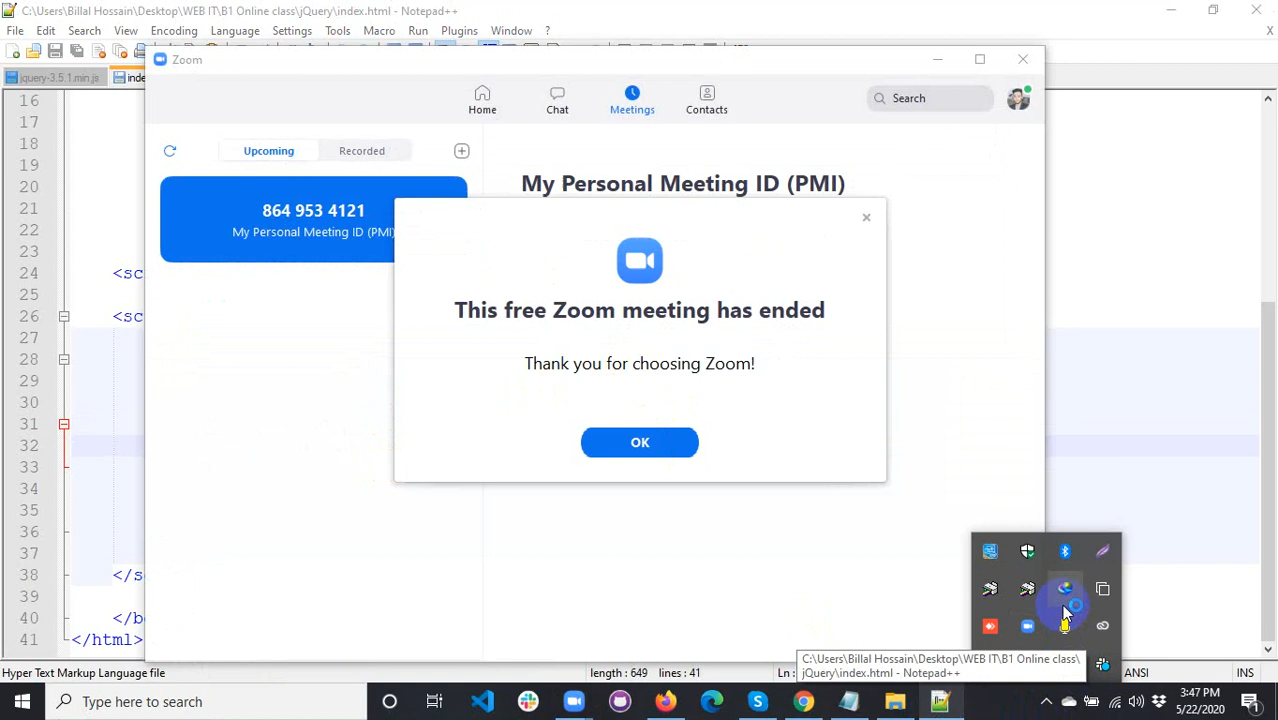 C:\Users\Billal Hossain\Desktop\WEB IT\B1 Online class\jQuery\index.html - Notepad++
File Edit Search View Encoding Language Settings Tools Macro Run Plugins Window ? X
jquery-3.5.1.min.js inde
Zoom
Home Chat Meetings Contacts
Search
Upcoming Recorded
864 953 4121
My Personal Meeting ID (PMI)
My Personal Meeting ID (PMI)
This free Zoom meeting has ended
Thank you for choosing Zoom!
OK
16
17
18
19
20
21
22
23
24 <sc
25
26 <sc
27
28
29
30
31
32
33
34
35
36
37
38 </s
39
40 </b
41 </html>
C:\Users\Billal Hossain\Desktop\WEB IT\B1 Online class\
jQuery\index.html - Notepad++
Hyper Text Markup Language file length : 649 lines : 41 Ln : ANSI INS
Type here to search
3:47 PM
5/22/2020
1